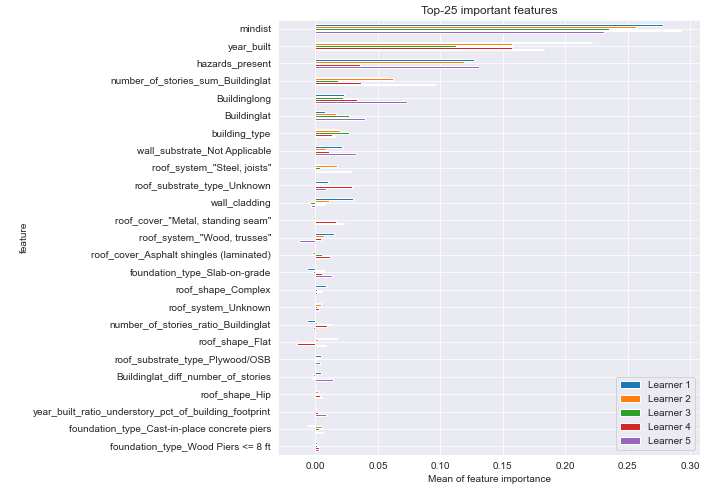 Top-25 important features
mindist
year_built
hazards_present
number_of_stories_sum_Buildinglat
Buildinglong
Buildinglat
building_type
wall_substrate_Not Applicable
roof_system_"Steel, joists"
roof_substrate_type_Unknown
wall_cladding
roof_cover_"Metal, standing seam"
roof_system_"Wood, trusses"
roof_cover_Asphalt shingles (laminated)
foundation_type_Slab-on-grade
roof_shape_Complex
roof_system_Unknown
number_of_stories_ratio_Buildinglat
roof_shape_Flat
roof_substrate_type_Plywood/OSB
Buildinglat_diff_number_of_stories
roof_shape_Hip
year_built_ratio_understory_pct_of_building_footprint
foundation_type_Cast-in-place concrete piers
foundation_type_Wood Piers <= 8 ft
feature
Learner 1
Learner 2
Learner 3
Learner 4
Learner 5
0.00 0.05 0.10 0.15 0.20 0.25 0.30
Mean of feature importance